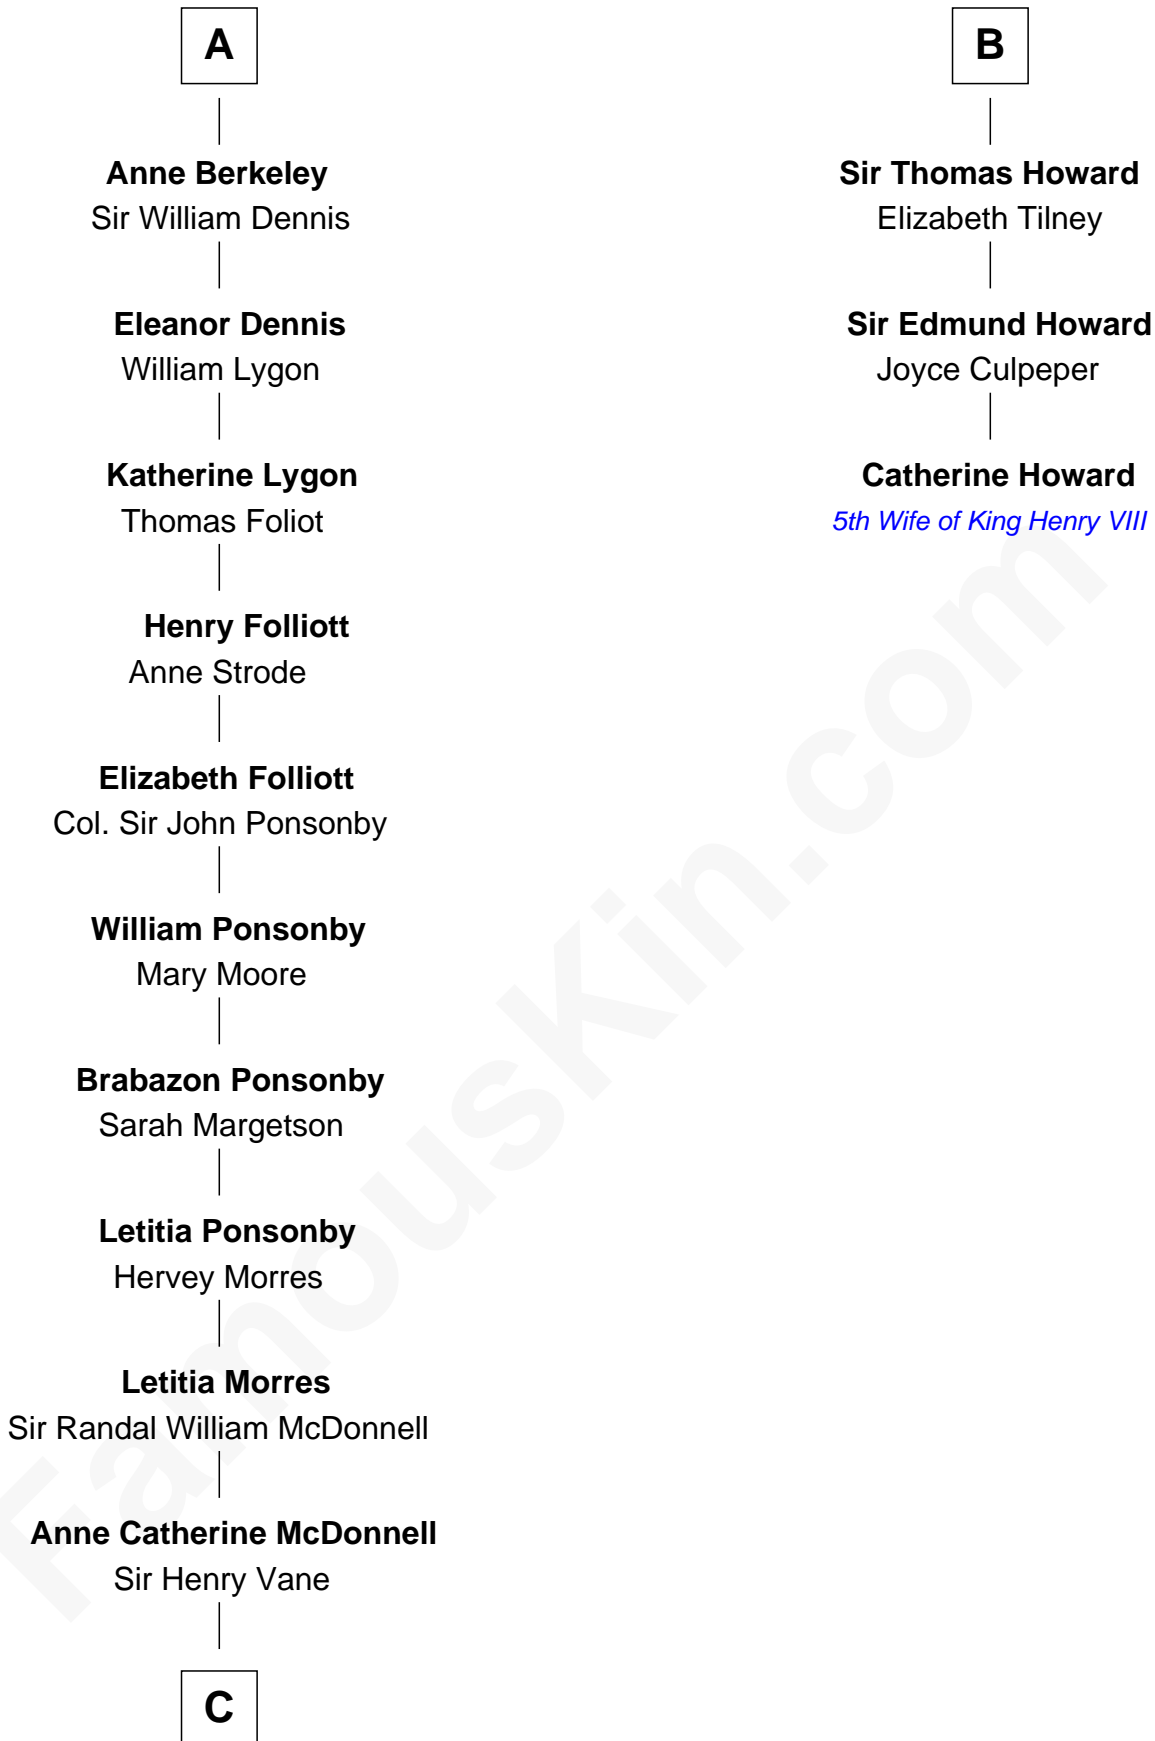 A
Anne Berkeley
Sir William Dennis
Eleanor Dennis
William Lygon
Katherine Lygon
Thomas Foliot
Henry Folliott
Anne Strode
Elizabeth Folliott
Col. Sir John Ponsonby
William Ponsonby
Mary Moore
Brabazon Ponsonby
Sarah Margetson
Letitia Ponsonby
Hervey Morres
Letitia Morres
Sir Randal William McDonnell
Anne Catherine McDonnell
Sir Henry Vane
C
B
Sir Thomas Howard
Elizabeth Tilney
Sir Edmund Howard
Joyce Culpeper
Catherine Howard
5th Wife of King Henry VIII
FamousKin.com